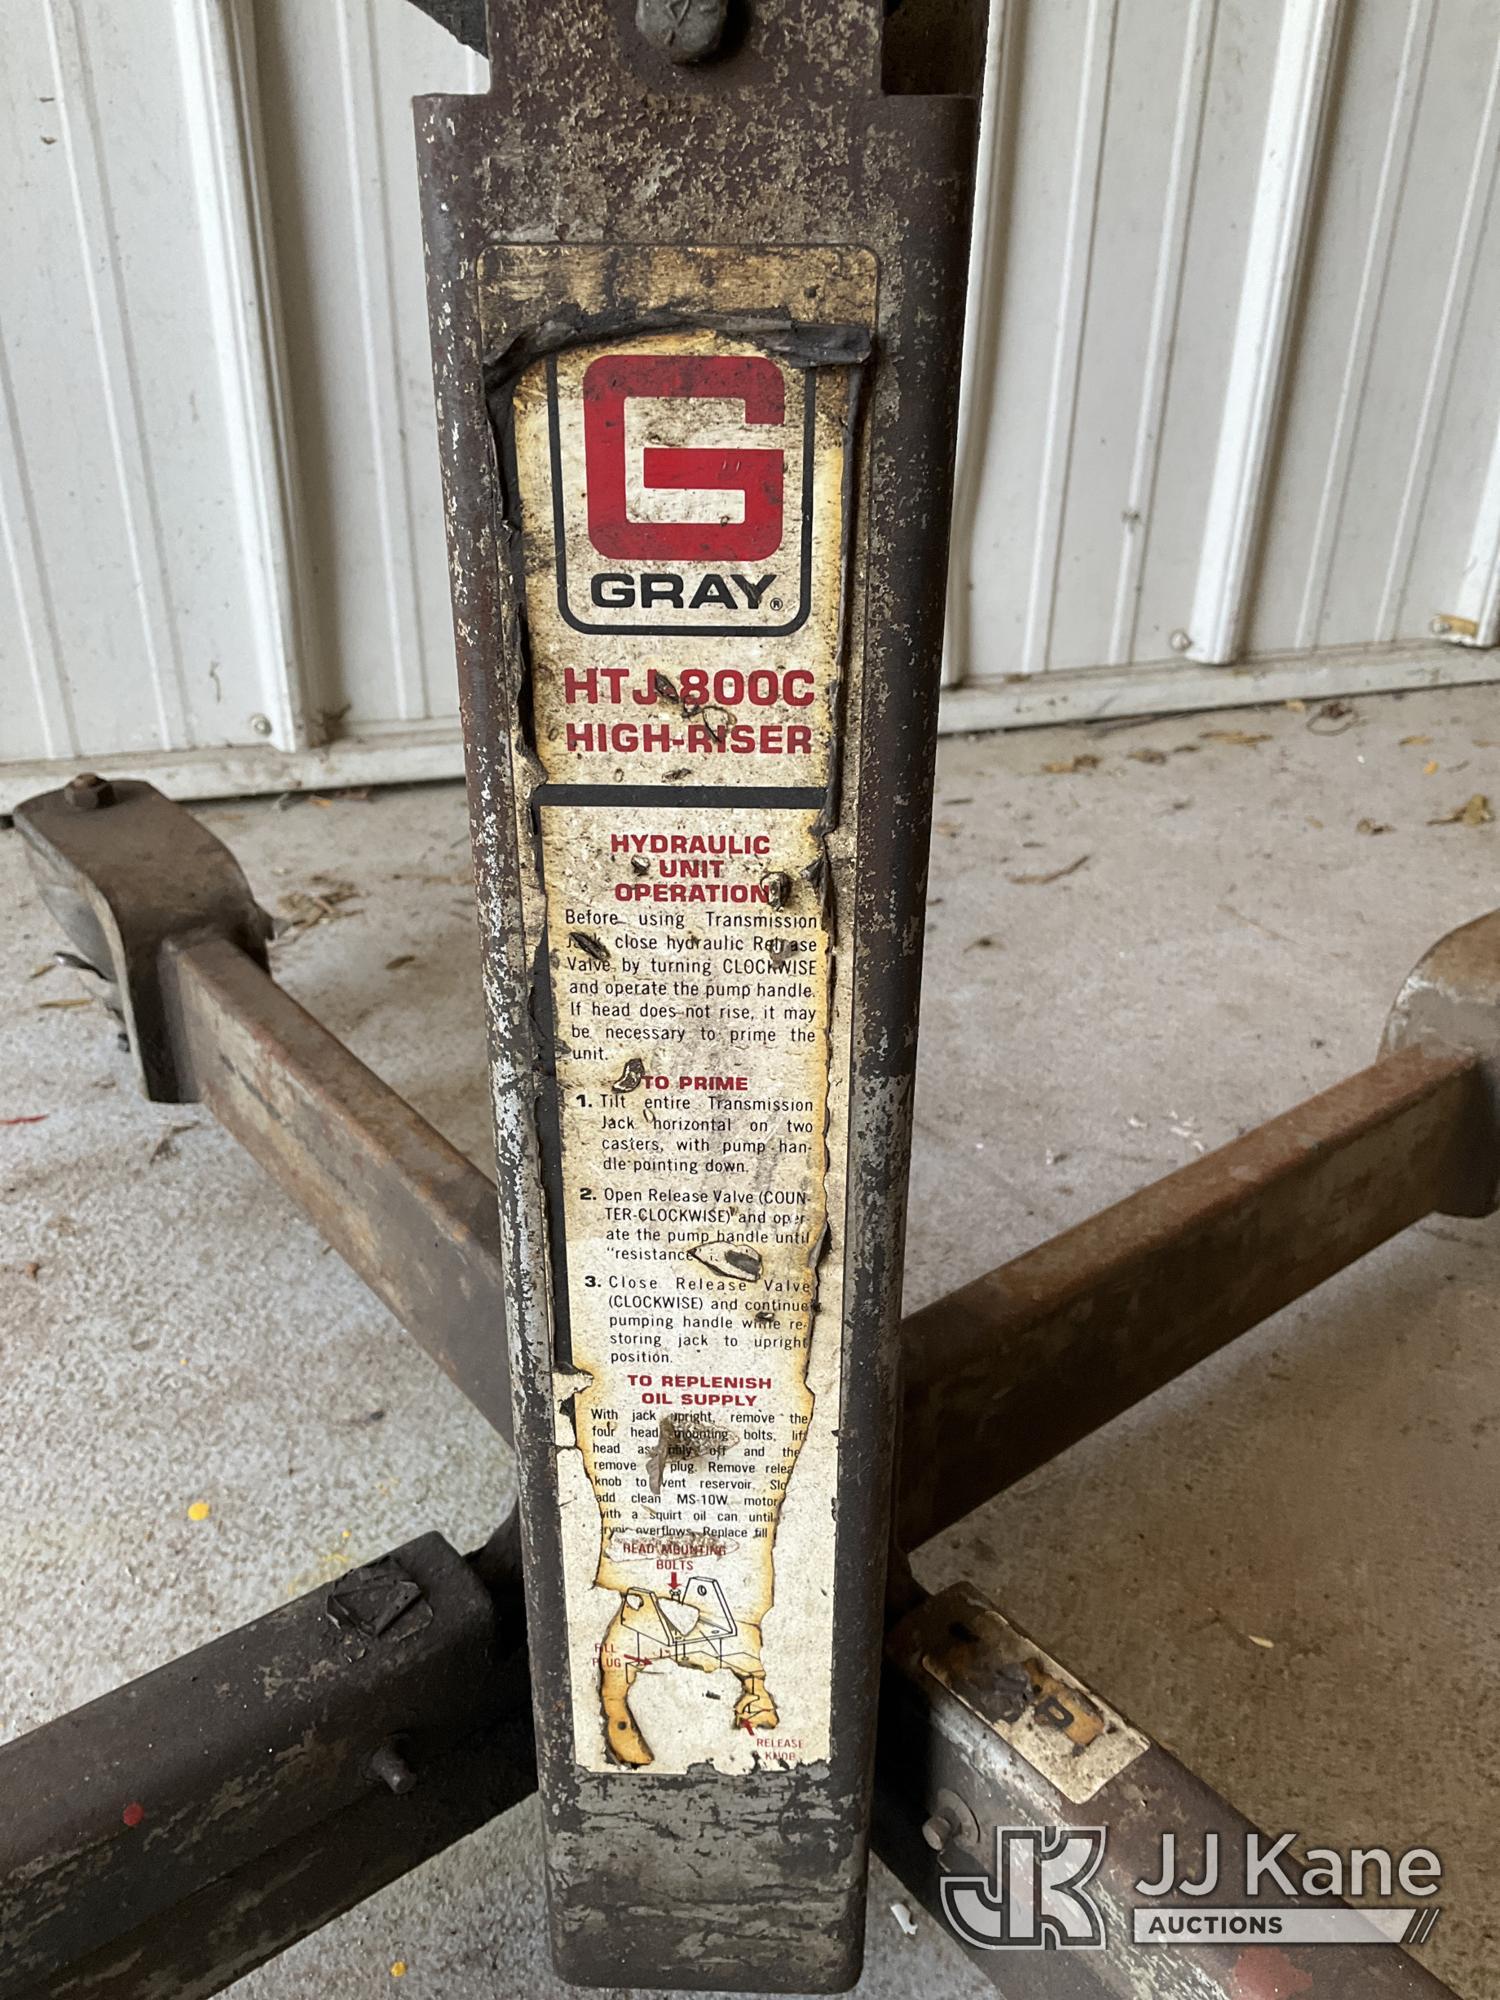 G
GRAY®
HTJ-800C
HIGH-RISER
HYDRAULIC
UNIT
OPERATION
Before using Transmission
close hydraulic Release
Valve by turning CLOCKWISE
and operate the pump handle.
If head does not rise, it may
be necessary to prime the
unit.
TO PRIME
1. Tilt entire Transmission
Jack horizontal on two
casters, with pump han-
dle pointing down.
2. Open Release Valve (COUN-
TER-CLOCKWISE) and oper-
ate the pump handle until
"resistance"
3. Close Release Valve
(CLOCKWISE) and continue
pumping handle while re-
storing jack to upright
position.
TO REPLENISH
OIL SUPPLY
With jack upright, remove the
four head mounting bolts, lift
head off and the
remove plug. Remove
knob to vent reservoir.
add clean MS-10W motor
with a squirt oil can until
overflows. Replace fill
HEAD MOUNTING
BOLTS
FILL
PLUG
RELEASE
KNOB
JK JJ Kane
AUCTIONS